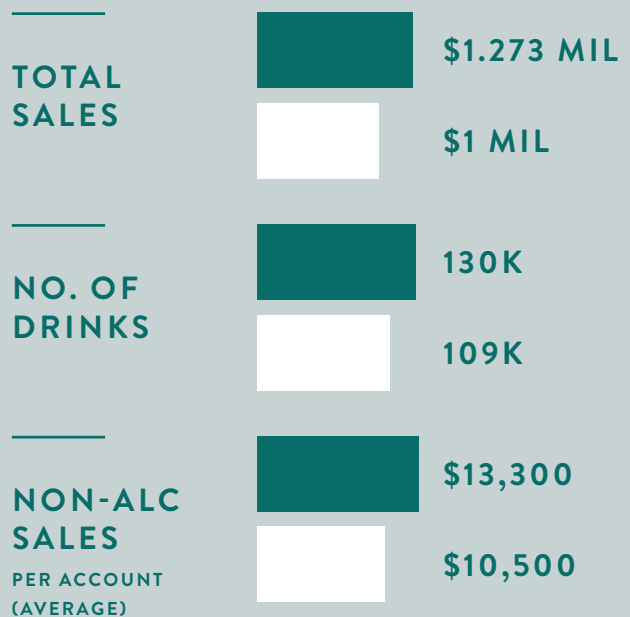 TOTAL
SALES
$1.273 MIL
$1 MIL
NO. OF
DRINKS
130K
109K
NON-ALC
SALES
PER ACCOUNT
(AVERAGE)
$13,300
$10,500